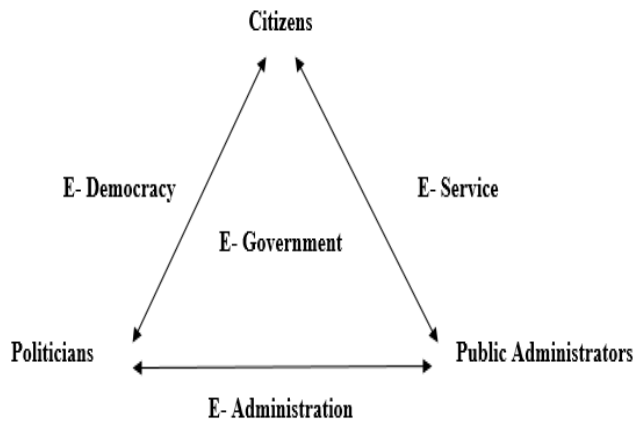 Citizens
E- Democracy
E- Service
E- Government
Politicians
Public Administrators
E- Administration